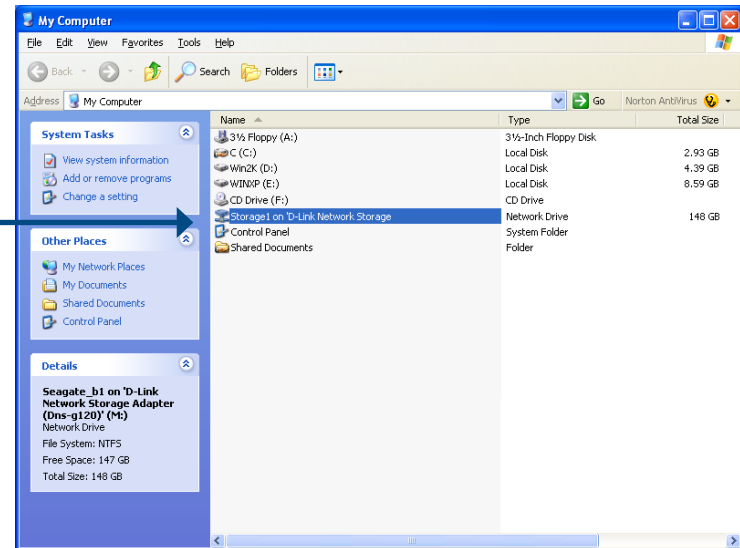 My Computer
File Edit View Favorites Tools Help
Back Search Folders
Address My Computer Go Norton AntiVirus
System Tasks
View system information
Add or remove programs
Change a setting
Other Places
My Network Places
My Documents
Shared Documents
Control Panel
Details
Seagate_b1 on 'D-Link
Network Storage Adapter
(Dns-g120)' (M:)
Network Drive
File System: NTFS
Free Space: 147 GB
Total Size: 148 GB
Name Type Total Size
3½ Floppy (A:) 3½-Inch Floppy Disk
C (C:) Local Disk 2.93 GB
Win2K (D:) Local Disk 4.39 GB
WINXP (E:) Local Disk 8.59 GB
CD Drive (F:) CD Drive
Storage1 on 'D-Link Network Storage Network Drive 148 GB
Control Panel System Folder
Shared Documents Folder